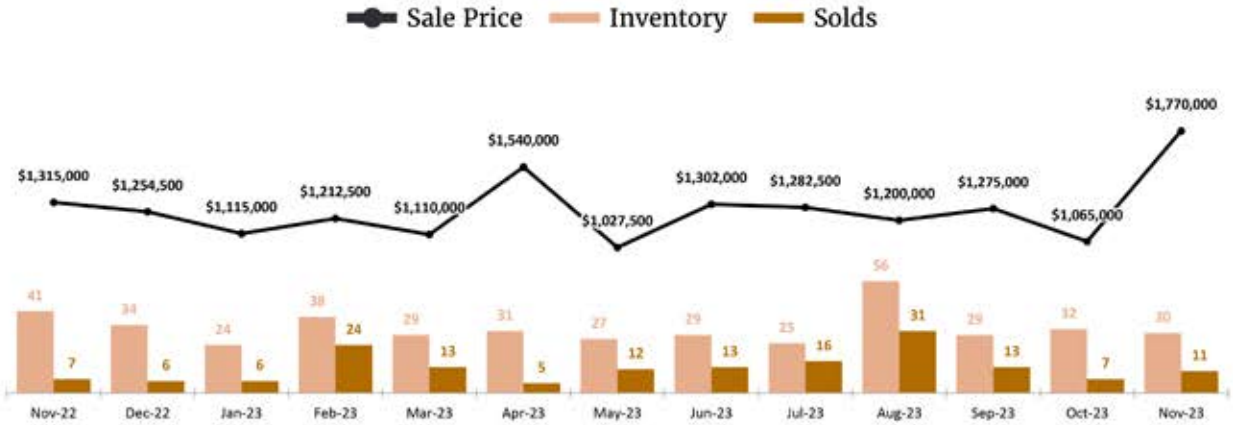 Sale Price Inventory Solds
$1,770,000
$1,540,000
$1,315,000 $1,254,500 $1,115,000 $1,212,500 $1,110,000 $1,027,500 $1,302,000 $1,282,500 $1,200,000 $1,275,000 $1,065,000
41 34 24 38 29 31 27 29 25 56 29 32 30
7 6 6 24 13 5 12 13 16 31 13 7 11
Nov-22 Dec-22 Jan-23 Feb-23 Mar-23 Apr-23 May-23 Jun-23 Jul-23 Aug-23 Sep-23 Oct-23 Nov-23